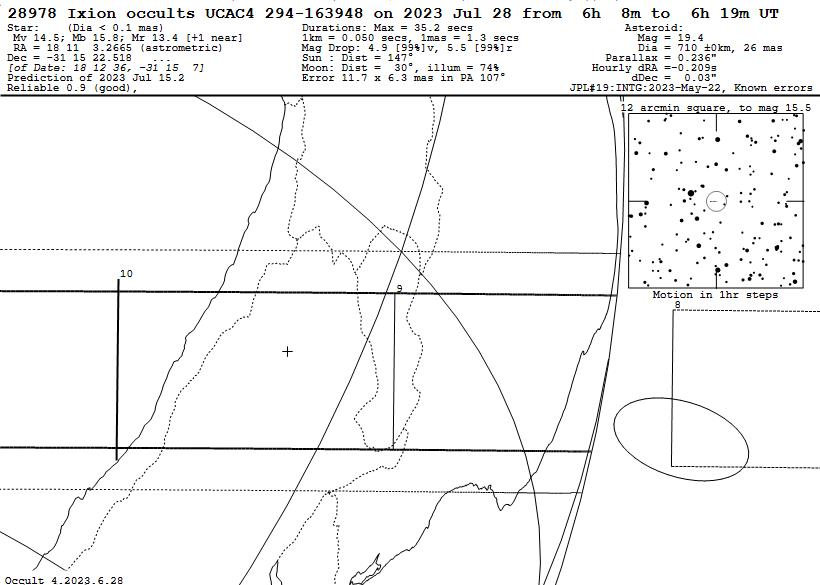 28978 Ixion occults UCAC4 294-163948 on 2023 Jul 28 from 6h 8m to 6h 19m UT
Star: (Dia < 0.1 mas)
Mv 14.5; Mb 15.8; Mr 13.4 [+1 near]
RA = 18 11 3.2665 (astrometric)
Dec = -31 15 22.518 ...
[of Date: 18 12 36, -31 15 7]
Prediction of 2023 Jul 15.2
Reliable 0.9 (good),
Durations: Max = 35.2 secs
1km = 0.050 secs, 1mas = 1.3 secs
Mag Drop: 4.9 [99%]v, 5.5 [99%]r
Sun : Dist = 147°
Moon: Dist = 30°, illum = 74%
Error 11.7 x 6.3 mas in PA 107°
Asteroid:
Mag = 19.4
Dia = 710 ±0km, 26 mas
Parallax = 0.236"
Hourly dRA =-0.209s
dDec = 0.03"
JPL#19:INTG:2023-May-22, Known errors
12 arcmin square, to mag 15.5
Motion in 1hr steps
10
9
8
Occult 4.2023.6.28